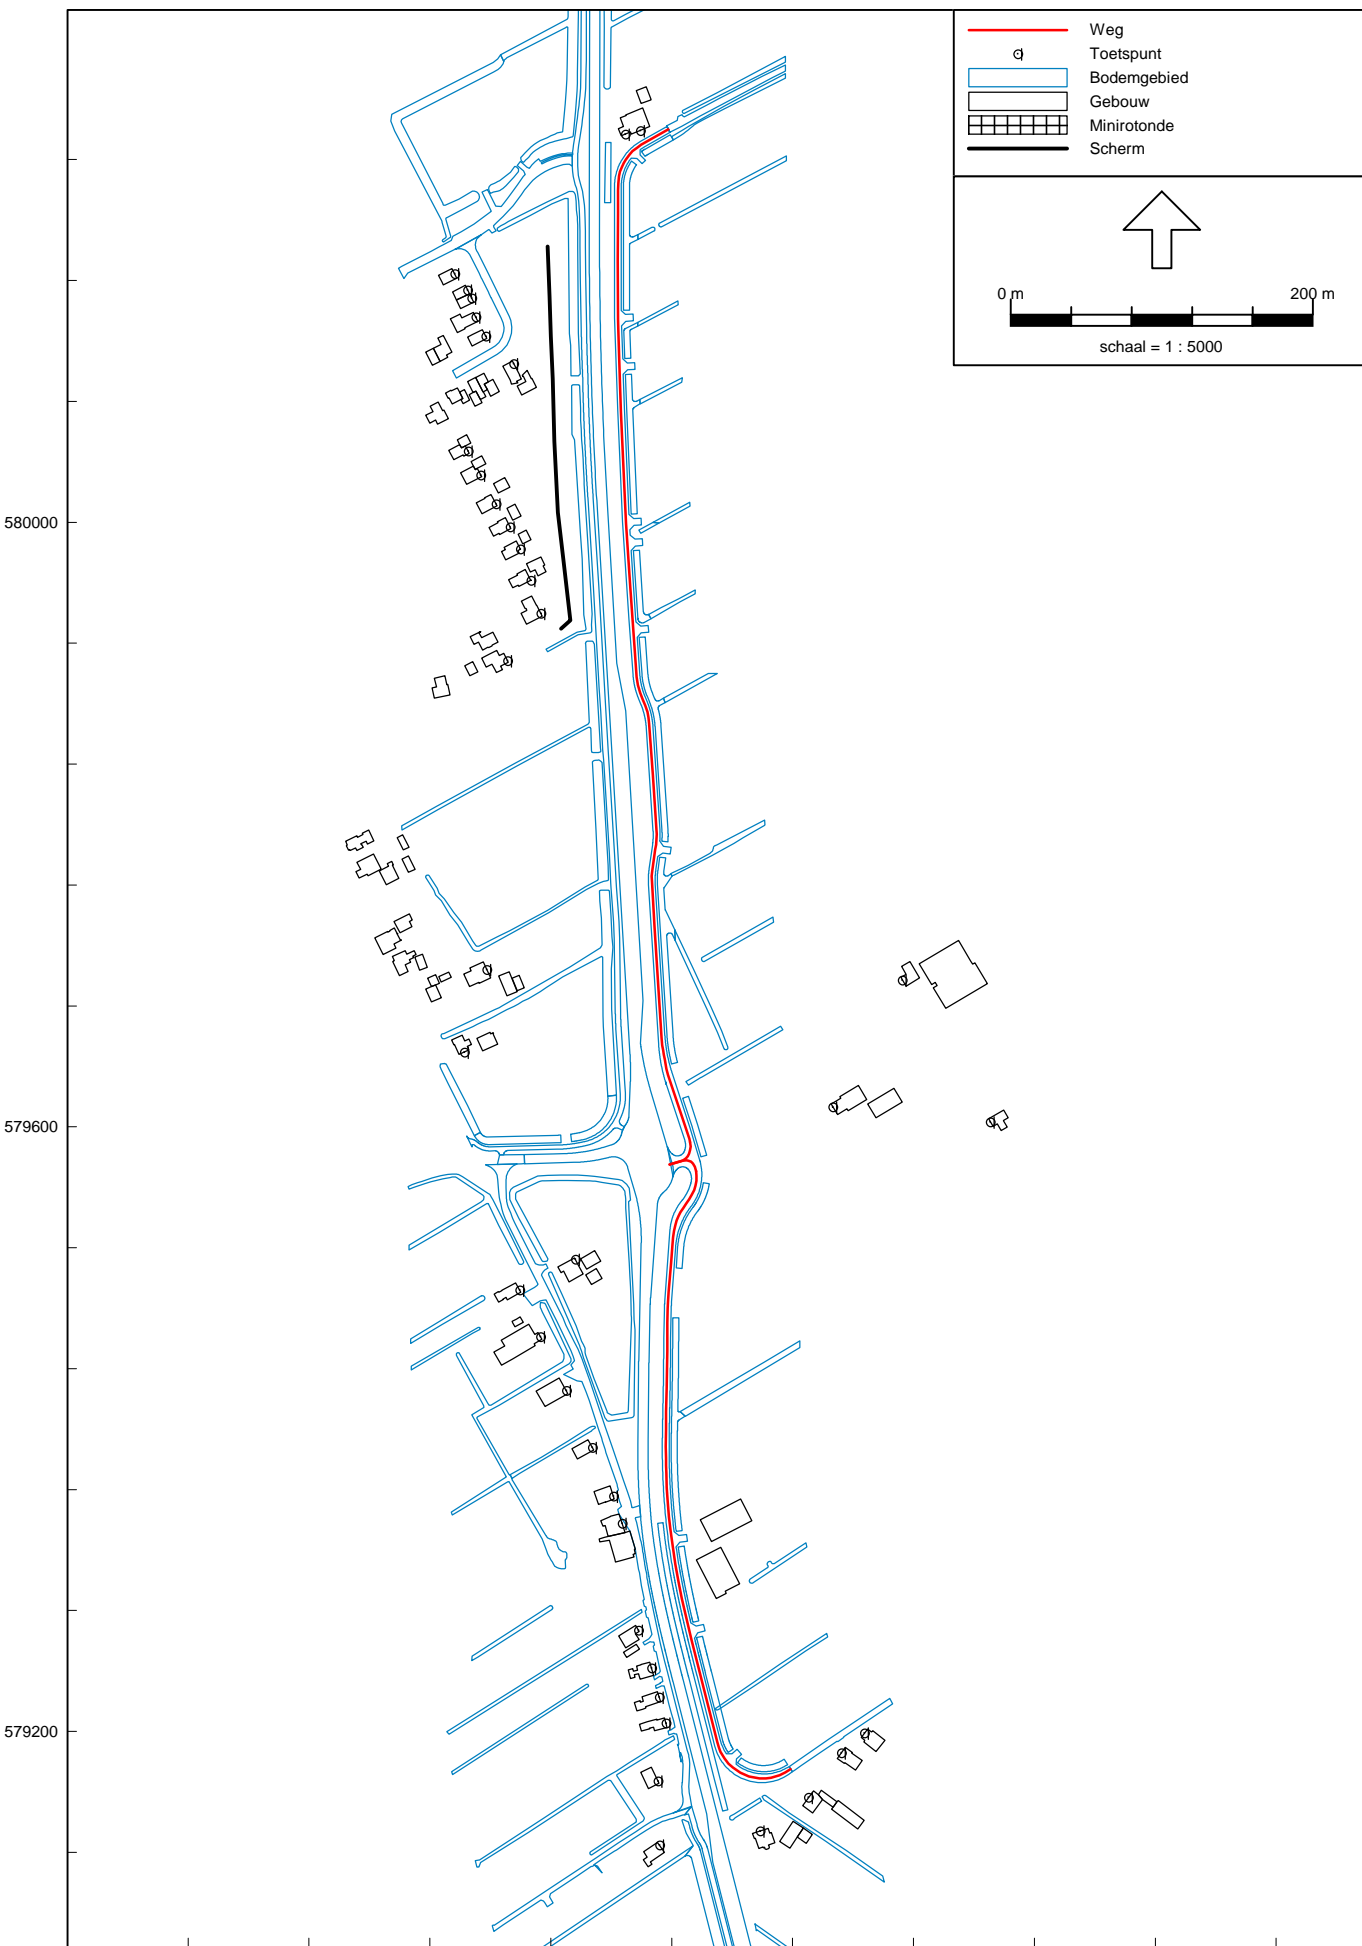 Weg
Toetspunt
Bodemgebied
Gebouw
Minirotonde
Scherm
0 m 200 m
schaal = 1 : 5000
580000
579600
579200